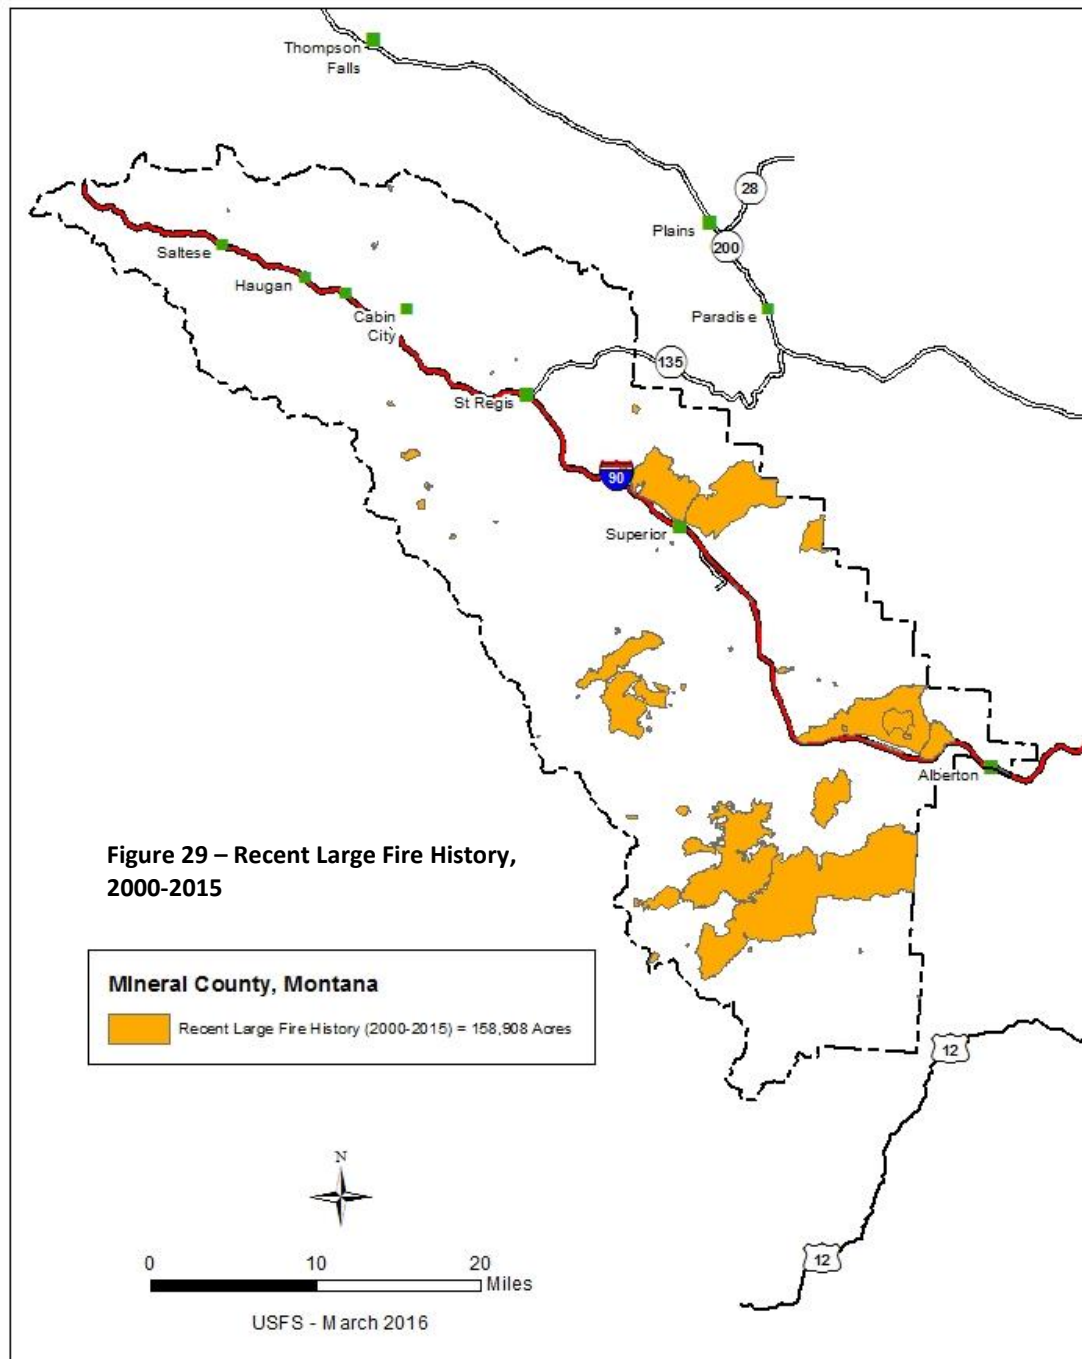 Thompson
Falls
28
Plains
200
Saltese
Haugan
Paradise
Cabin
City
135
St Regis
90
Superior
Alberton
Figure 29 – Recent Large Fire History,
2000-2015
MIneral County, Montana
Recent Large Fire History (2000-2015) = 158,908 Acres
12
N
12
0 10 20
Miles
USFS - March 2016